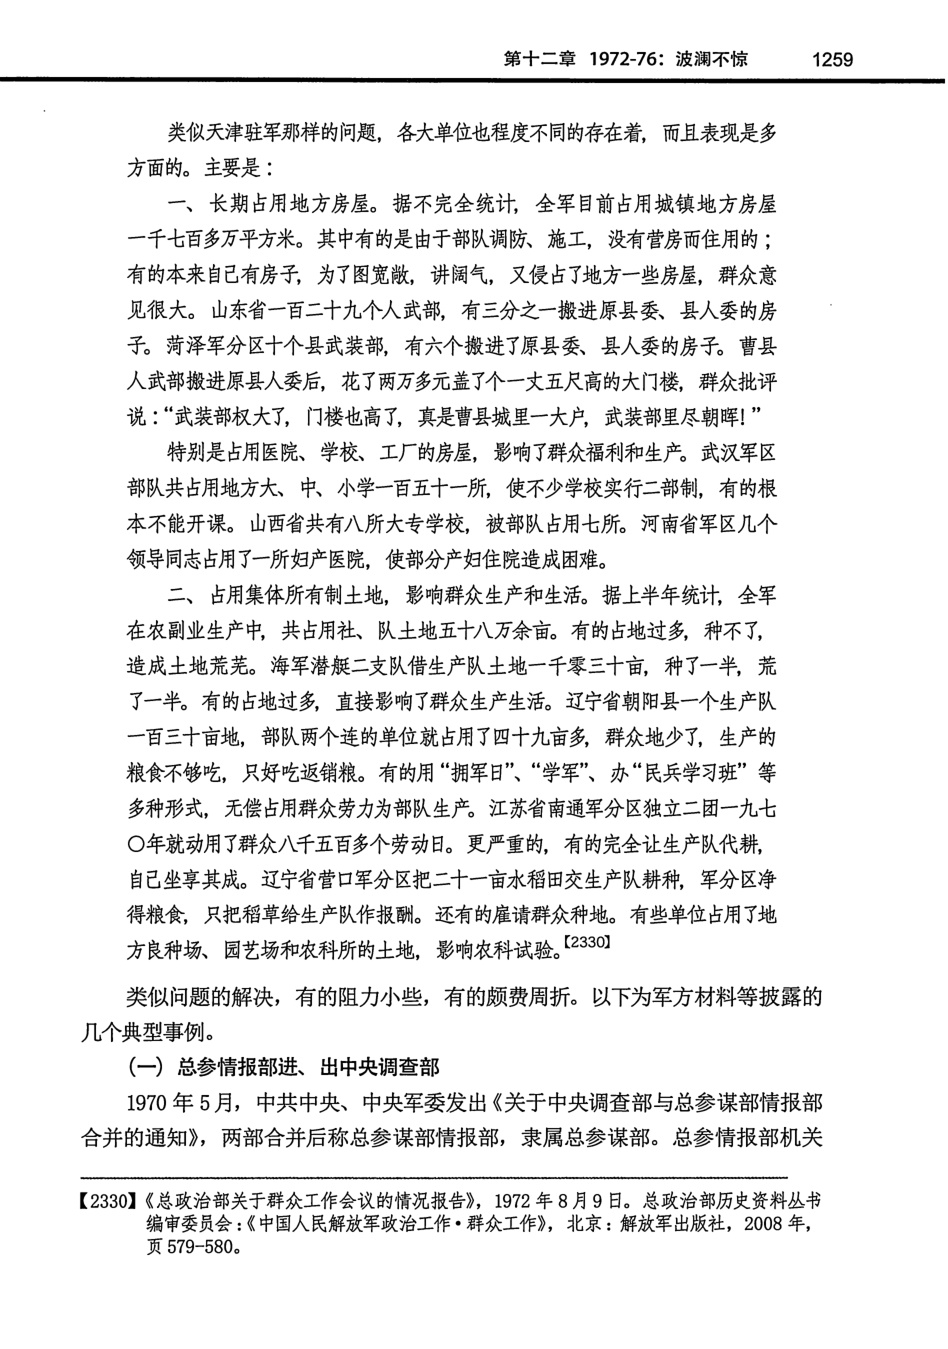 第十二章 1972-76：波澜不惊 1259
类似天津驻军那样的问题，各大单位也程度不同的存在着，而且表现是多
方面的。主要是：
一、长期占用地方房屋。据不完全统计，全军目前占用城镇地方房屋
一千七百多万平方米。其中有的是由于部队调防、施工，没有营房而住用的；
有的本来自己有房子，为了图宽敞，讲阔气，又侵占了地方一些房屋，群众意
见很大。山东省一百二十九个人武部，有三分之一搬进原县委、县人委的房
子。菏泽军分区十个县武装部，有六个搬进了原县委、县人委的房子。曹县
人武部搬进原县人委后，花了两万多元盖了个一丈五尺高的大门楼，群众批评
说：“武装部权大了，门楼也高了，真是曹县城里一大户，武装部里尽朝晖！”
特别是占用医院、学校、工厂的房屋，影响了群众福利和生产。武汉军区
部队共占用地方大、中、小学一百五十一所，使不少学校实行二部制，有的根
本不能开课。山西省共有八所大专学校，被部队占用七所。河南省军区几个
领导同志占用了一所妇产医院，使部分产妇住院造成困难。
二、占用集体所有制土地，影响群众生产和生活。据上半年统计，全军
在农副业生产中，共占用社、队土地五十八万余亩。有的占地过多，种不了，
造成土地荒芜。海军潜艇二支队借生产队土地一千零三十亩，种了一半，荒
了一半。有的占地过多，直接影响了群众生产生活。辽宁省朝阳县一个生产队
一百三十亩地，部队两个连的单位就占用了四十九亩多，群众地少了，生产的
粮食不够吃，只好吃返销粮。有的用“拥军日”、“学军”、办“民兵学习班”等
多种形式，无偿占用群众劳力为部队生产。江苏省南通军分区独立二团一九七
〇年就动用了群众八千五百多个劳动日。更严重的，有的完全让生产队代耕，
自己坐享其成。辽宁省营口军分区把二十一亩水稻田交生产队耕种，军分区净
得粮食，只把稻草给生产队作报酬。还有的雇请群众种地。有些单位占用了地
方良种场、园艺场和农科所的土地，影响农科试验。【2330】
类似问题的解决，有的阻力小些，有的颇费周折。以下为军方材料等披露的
几个典型事例。
（一）总参情报部进、出中央调查部
1970 年 5 月，中共中央、中央军委发出《关于中央调查部与总参谋部情报部
合并的通知》，两部合并后称总参谋部情报部，隶属总参谋部。总参情报部机关
【2330】《总政治部关于群众工作会议的情况报告》，1972 年 8 月 9 日。总政治部历史资料丛书
编审委员会：《中国人民解放军政治工作·群众工作》，北京：解放军出版社，2008 年，
页 579-580。